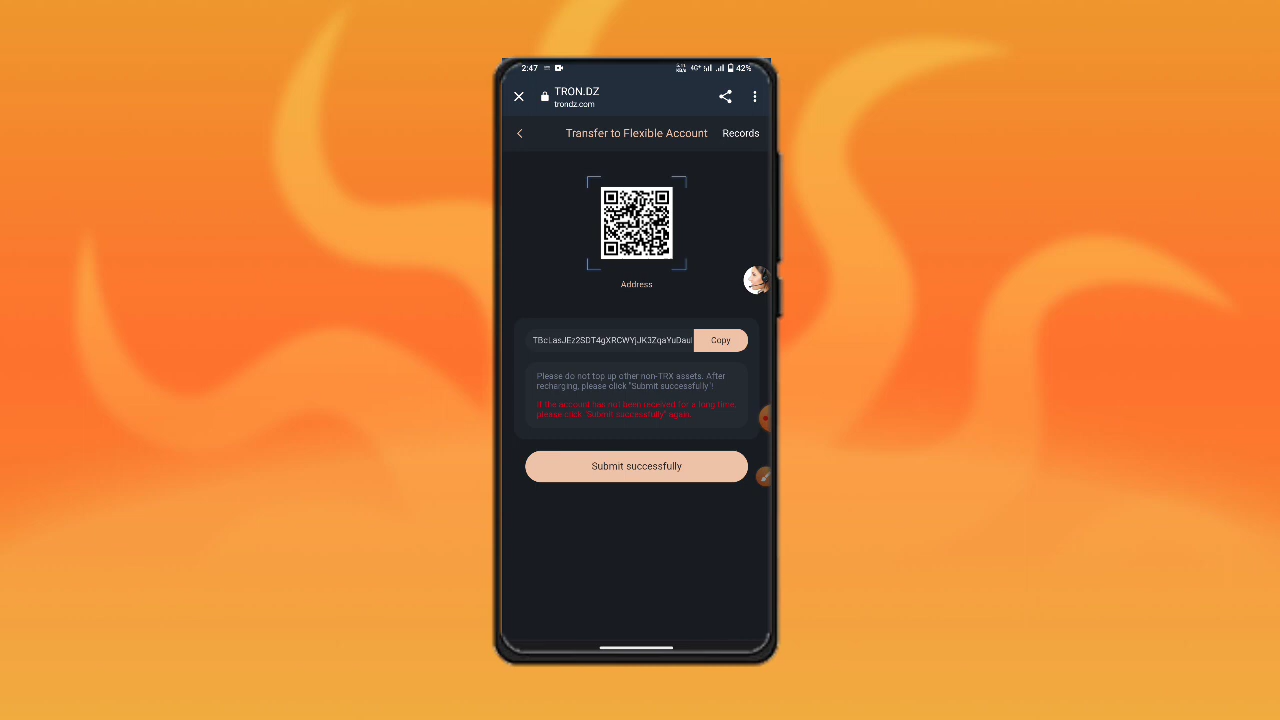 2:47
4G+
42%
TRON.DZ
trondz.com
Transfer to Flexible Account
Records
Address
TBcLasJEz2SDT4gXRCWYjJK3ZqaYuDaul
Copy
Please do not top up other non-TRX assets. After
recharging, please click "Submit successfully"!
If the account has not been received for a long time,
please click "Submit successfully" again.
Submit successfully